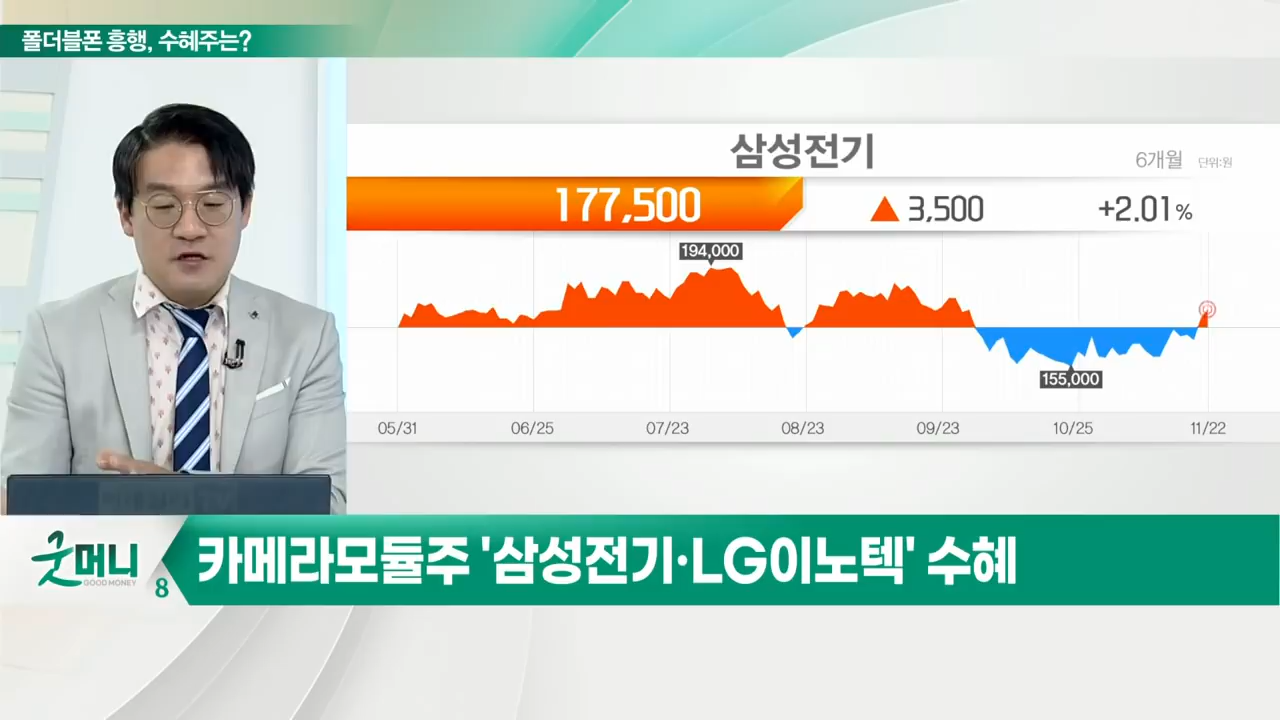 폴더블폰 흥행, 수혜주는?
삼성전기
6개월 단위:원
177,500 ▲ 3,500 +2.01%
194,000
155,000
05/31 06/25 07/23 08/23 09/23 10/25 11/22
굿머니
GOOD MONEY
8
카메라모듈주 '삼성전기·LG이노텍' 수혜